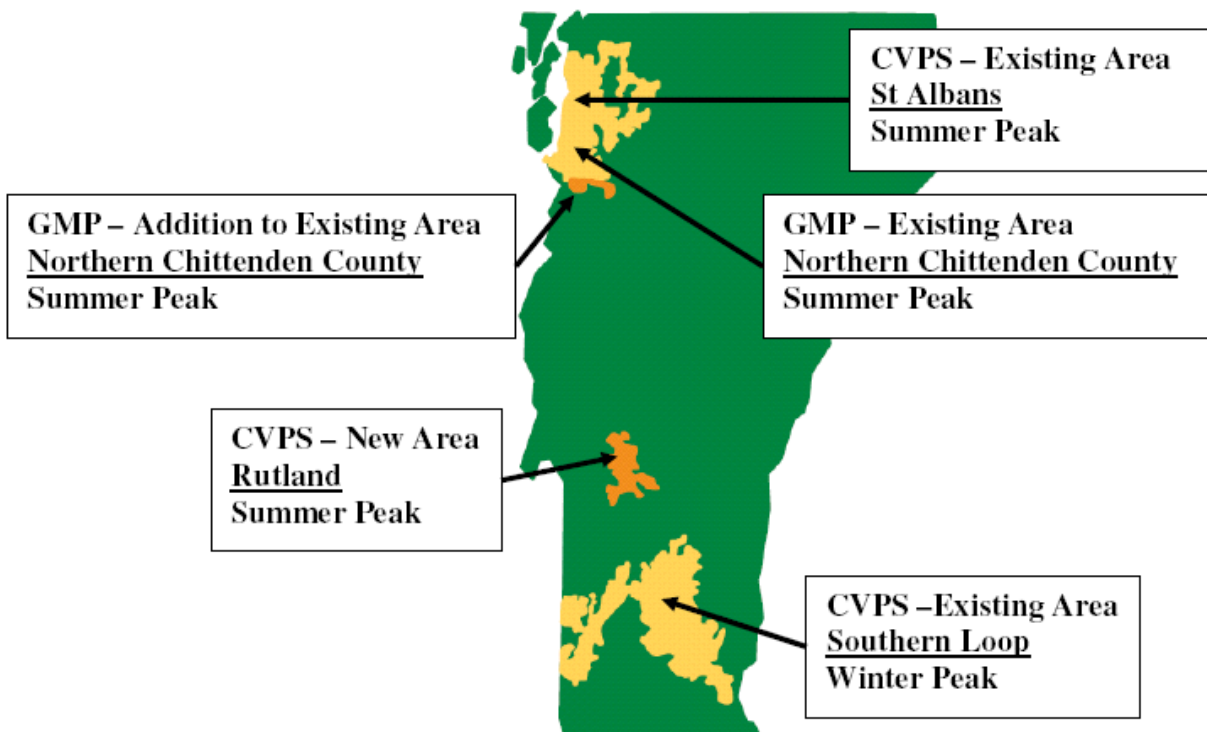 CVPS – Existing Area
St Albans
Summer Peak
GMP – Addition to Existing Area
Northern Chittenden County
Summer Peak
GMP – Existing Area
Northern Chittenden County
Summer Peak
CVPS – New Area
Rutland
Summer Peak
CVPS –Existing Area
Southern Loop
Winter Peak